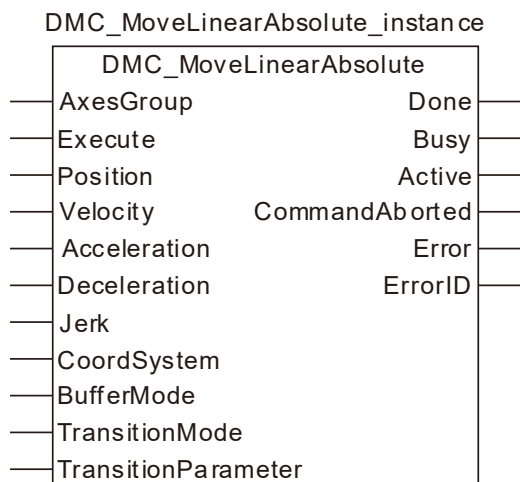 DMC_MoveLinearAbsolute_instance
DMC_MoveLinearAbsolute
AxesGroup Done
Execute Busy
Position Active
Velocity CommandAborted
Acceleration Error
Deceleration ErrorID
Jerk
CoordSystem
BufferMode
TransitionMode
TransitionParameter